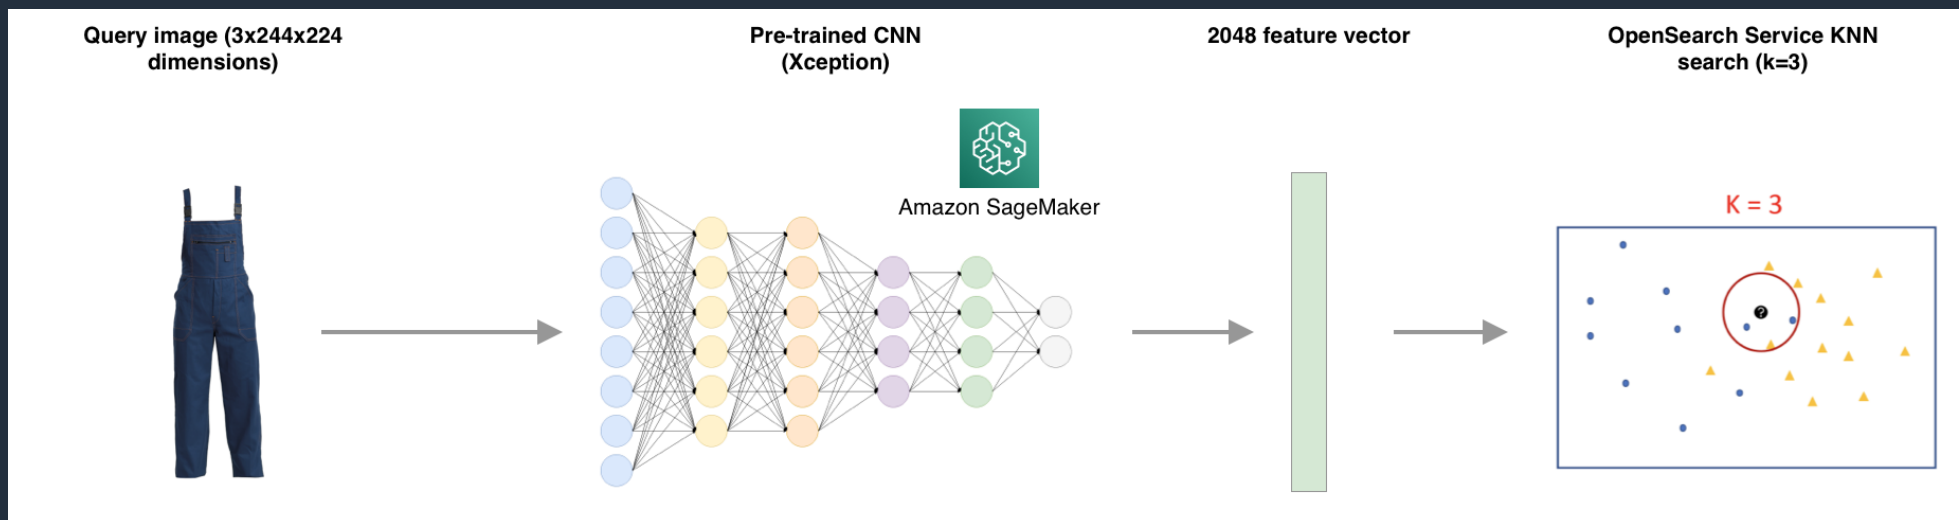 Query image (3x244x224
dimensions)
Pre-trained CNN
(Xception)
2048 feature vector
OpenSearch Service KNN
search (k=3)
Amazon SageMaker
K = 3
?